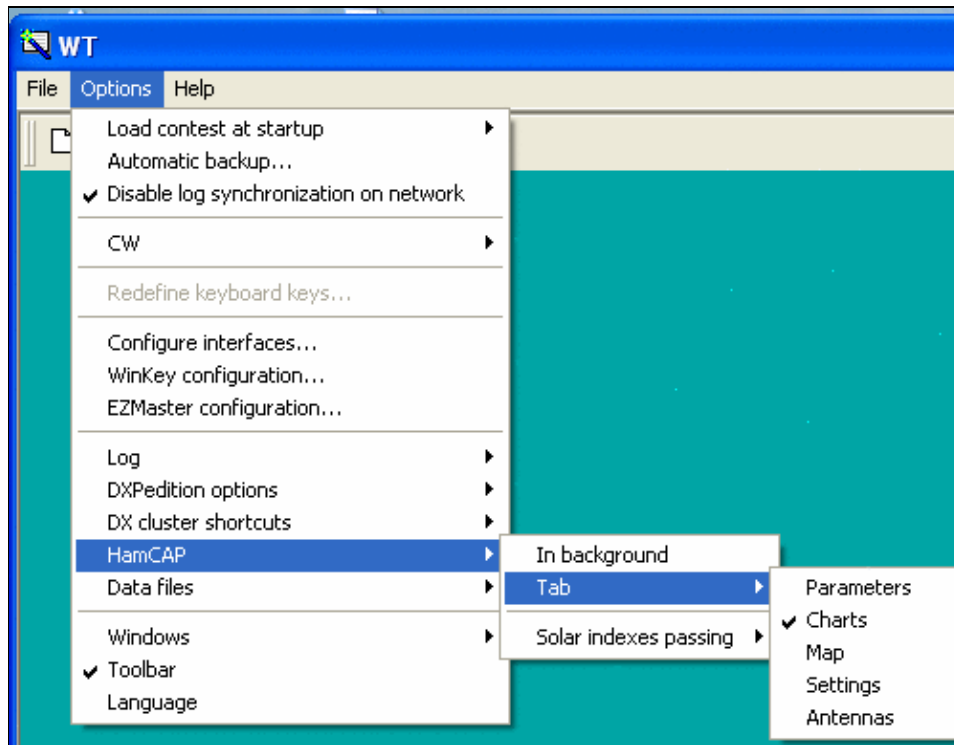 WT
File Options Help
Load contest at startup
Automatic backup...
Disable log synchronization on network
CW
Redefine keyboard keys...
Configure interfaces...
WinKey configuration...
EZMaster configuration...
Log
DXPedition options
DX cluster shortcuts
HamCAP
Data files
Windows
Toolbar
Language
In background
Tab
Solar indexes passing
Parameters
Charts
Map
Settings
Antennas